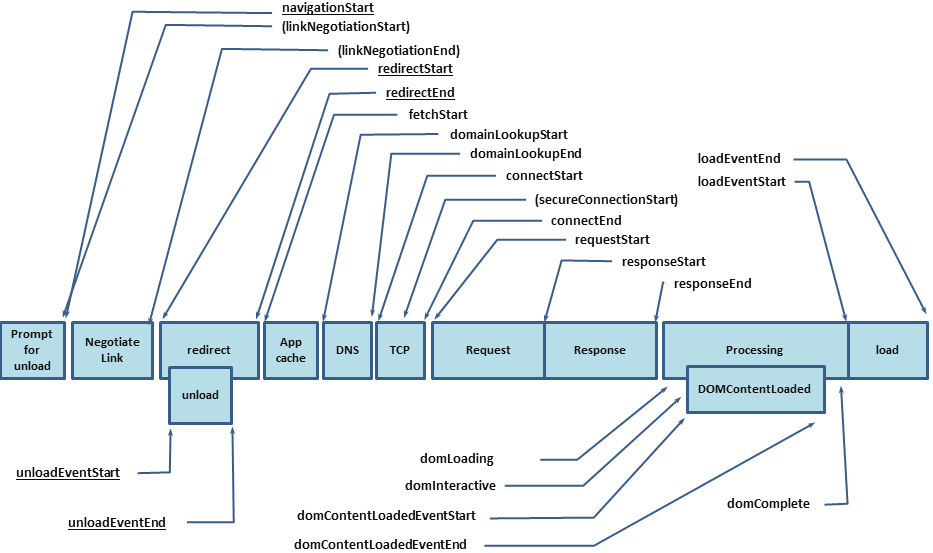 navigationStart
(linkNegotiationStart)
(linkNegotiationEnd)
redirectStart
redirectEnd
fetchStart
domainLookupStart
domainLookupEnd
connectStart
(secureConnectionStart)
connectEnd
requestStart
responseStart
responseEnd
loadEventEnd
loadEventStart
Prompt
for
unload
Negotiate
Link
redirect
App
cache
DNS
TCP
Request
Response
Processing
load
unload
DOMContentLoaded
unloadEventStart
unloadEventEnd
domLoading
domInteractive
domContentLoadedEventStart
domContentLoadedEventEnd
domComplete